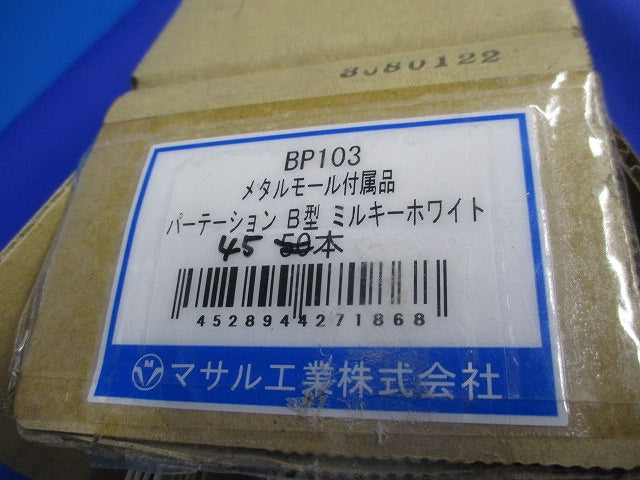 3080122
BP103
メタルモール付属品
パーテーション B型 ミルキーホワイト
45 50本
4528944271868
M マサル工業株式会社